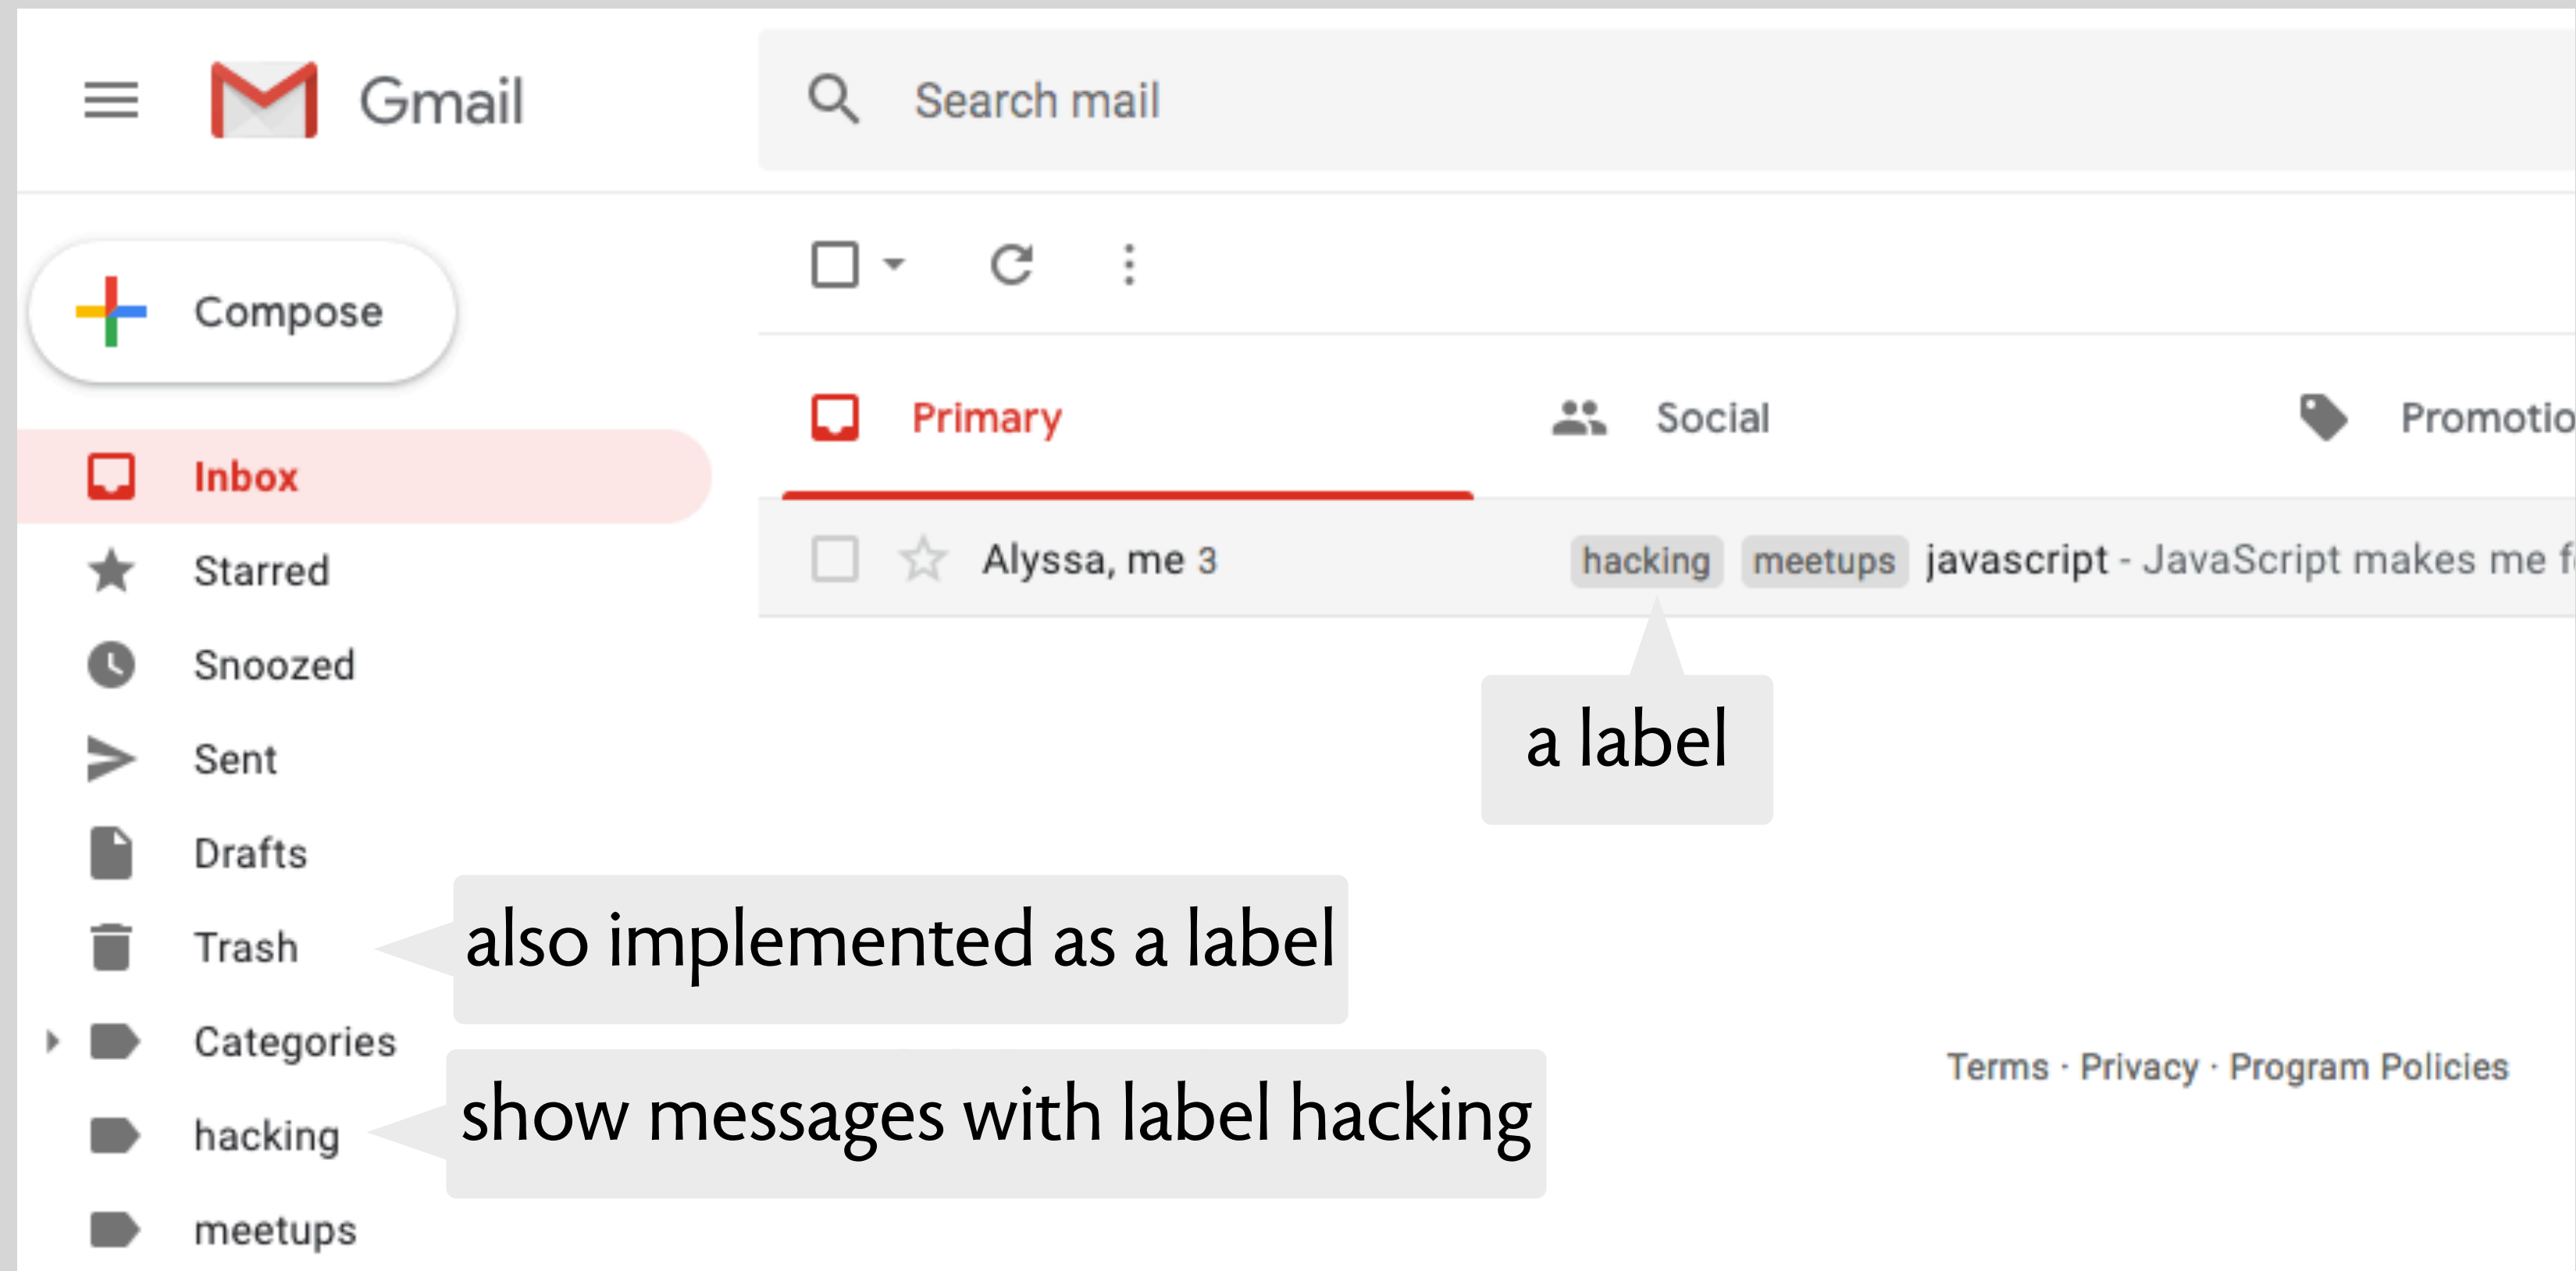 Gmail
Search mail
Compose
Primary
Social
Promotio
Inbox
Alyssa, me 3
hacking meetups javascript - JavaScript makes me f
Starred
Snoozed
a label
Sent
Drafts
Trash
also implemented as a label
Categories
Terms · Privacy · Program Policies
show messages with label hacking
hacking
meetups